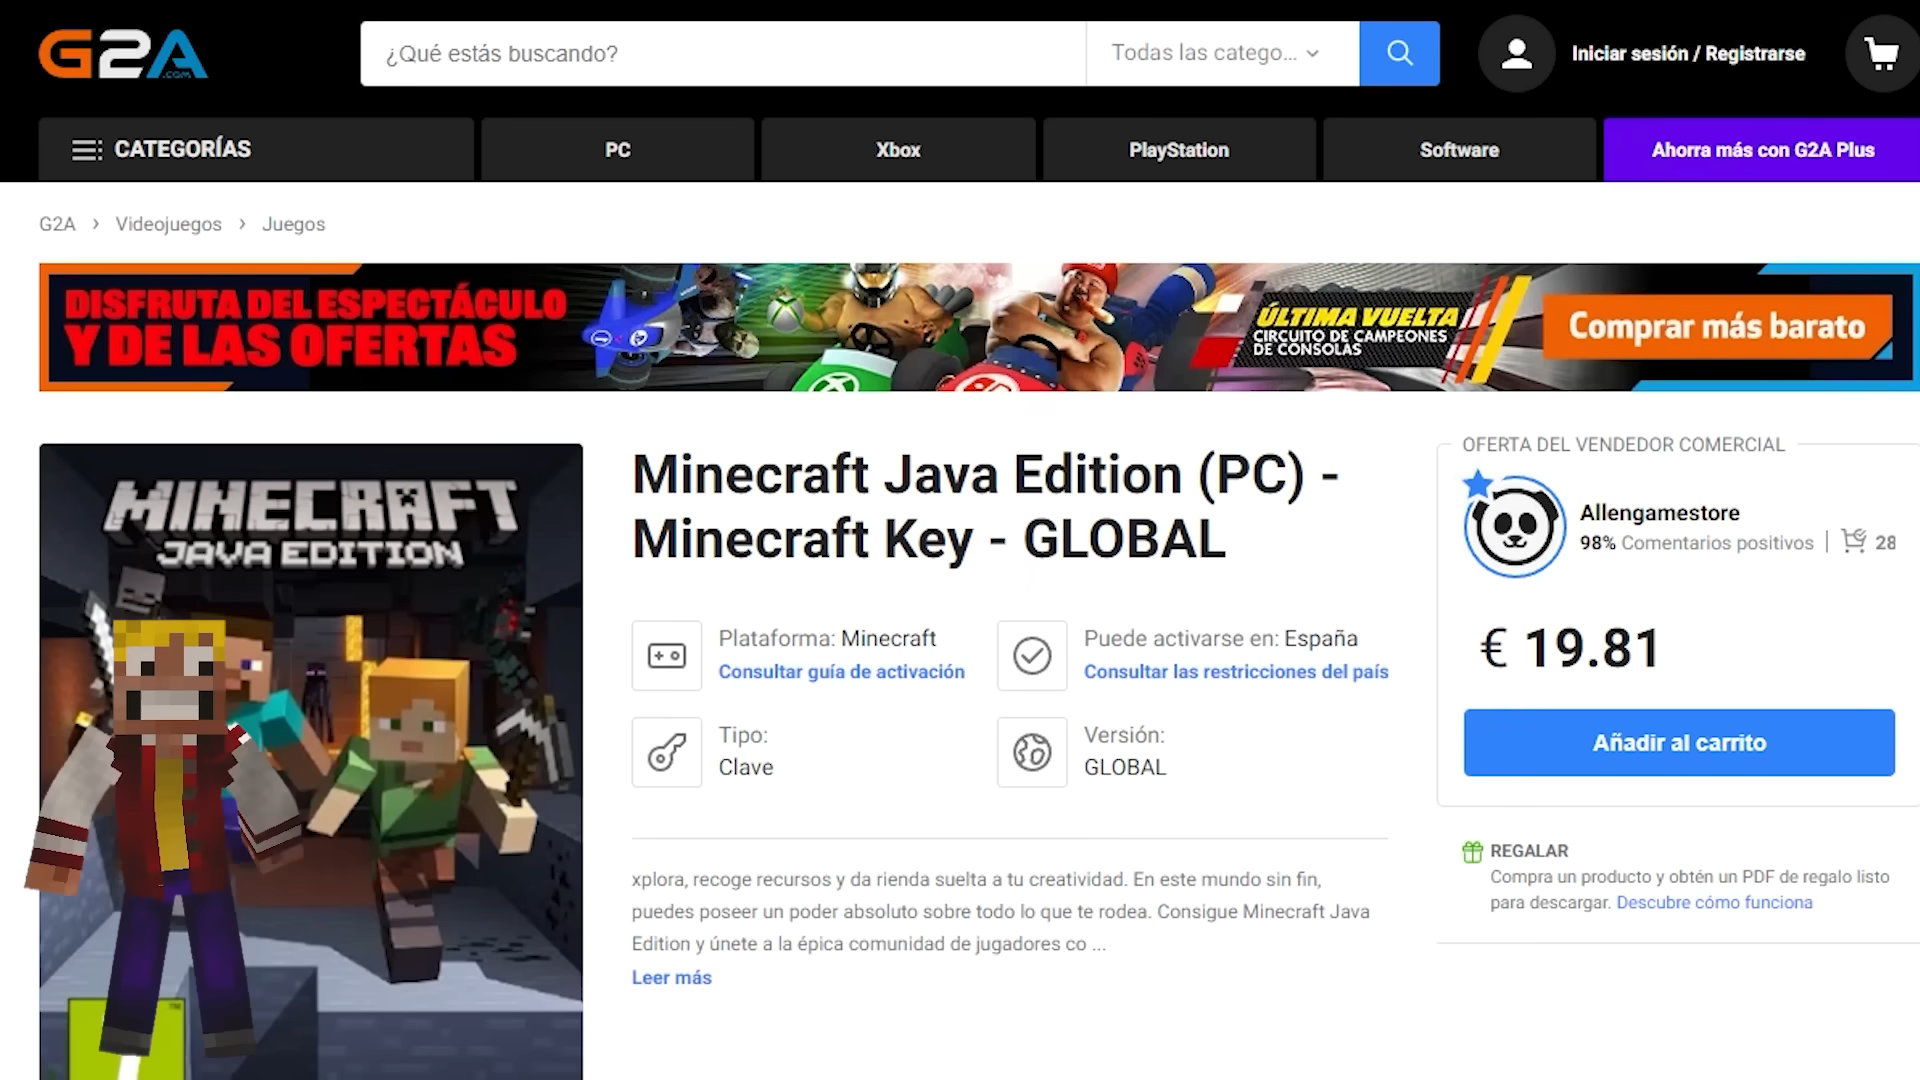 G2A.COM
¿Qué estás buscando?
Todas las catego...
Iniciar sesión / Registrarse
CATEGORÍAS
PC
Xbox
PlayStation
Software
Ahorra más con G2A Plus
G2A > Videojuegos > Juegos
DISFRUTA DEL ESPECTÁCULO
Y DE LAS OFERTAS
ÚLTIMA VUELTA
CIRCUITO DE CAMPEONES
DE CONSOLAS
Comprar más barato
MINECRAFT
JAVA EDITION
TM
Minecraft Java Edition (PC) -
Minecraft Key - GLOBAL
Plataforma: Minecraft
Consultar guía de activación
Puede activarse en: España
Consultar las restricciones del país
Tipo:
Clave
Versión:
GLOBAL
xplora, recoge recursos y da rienda suelta a tu creatividad. En este mundo sin fin,
puedes poseer un poder absoluto sobre todo lo que te rodea. Consigue Minecraft Java
Edition y únete a la épica comunidad de jugadores co ...
Leer más
OFERTA DEL VENDEDOR COMERCIAL
Allengamestore
98% Comentarios positivos | 28
€ 19.81
Añadir al carrito
REGALAR
Compra un producto y obtén un PDF de regalo listo
para descargar. Descubre cómo funciona